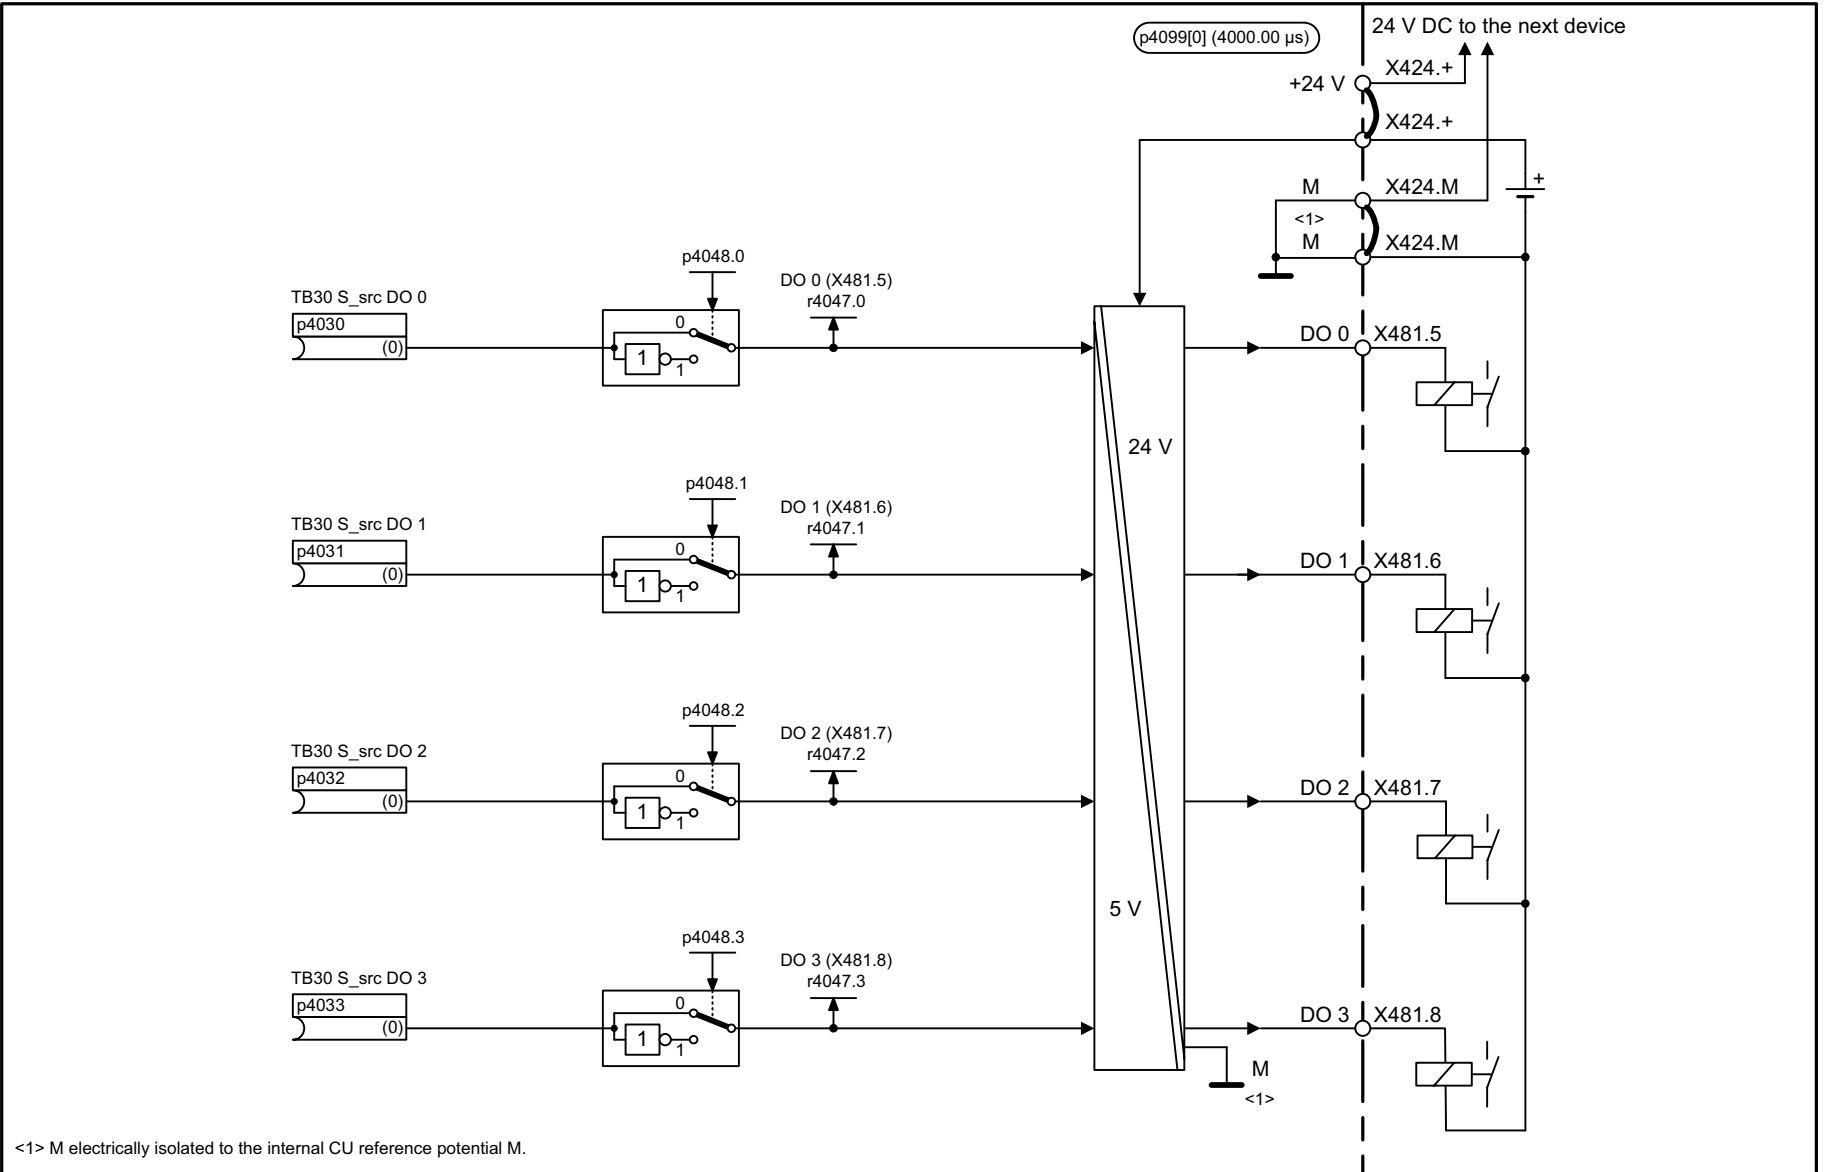 24 V DC to the next device
p4099[0] (4000.00 µs)
X424.+
+24 V
X424.+
+
M X424.M
<1>
M X424.M
p4048.0
DO 0 (X481.5)
TB30 S_src DO 0
r4047.0
p4030
0
DO 0 X481.5
(0)
1
1
24 V
p4048.1
DO 1 (X481.6)
TB30 S_src DO 1
r4047.1
p4031
0
DO 1 X481.6
(0)
1
1
p4048.2
DO 2 (X481.7)
TB30 S_src DO 2
r4047.2
p4032
0
DO 2 X481.7
(0)
1
1
5 V
p4048.3
DO 3 (X481.8)
TB30 S_src DO 3
r4047.3
p4033
0
DO 3 X481.8
(0)
1
1
M
<1>
<1> M electrically isolated to the internal CU reference potential M.